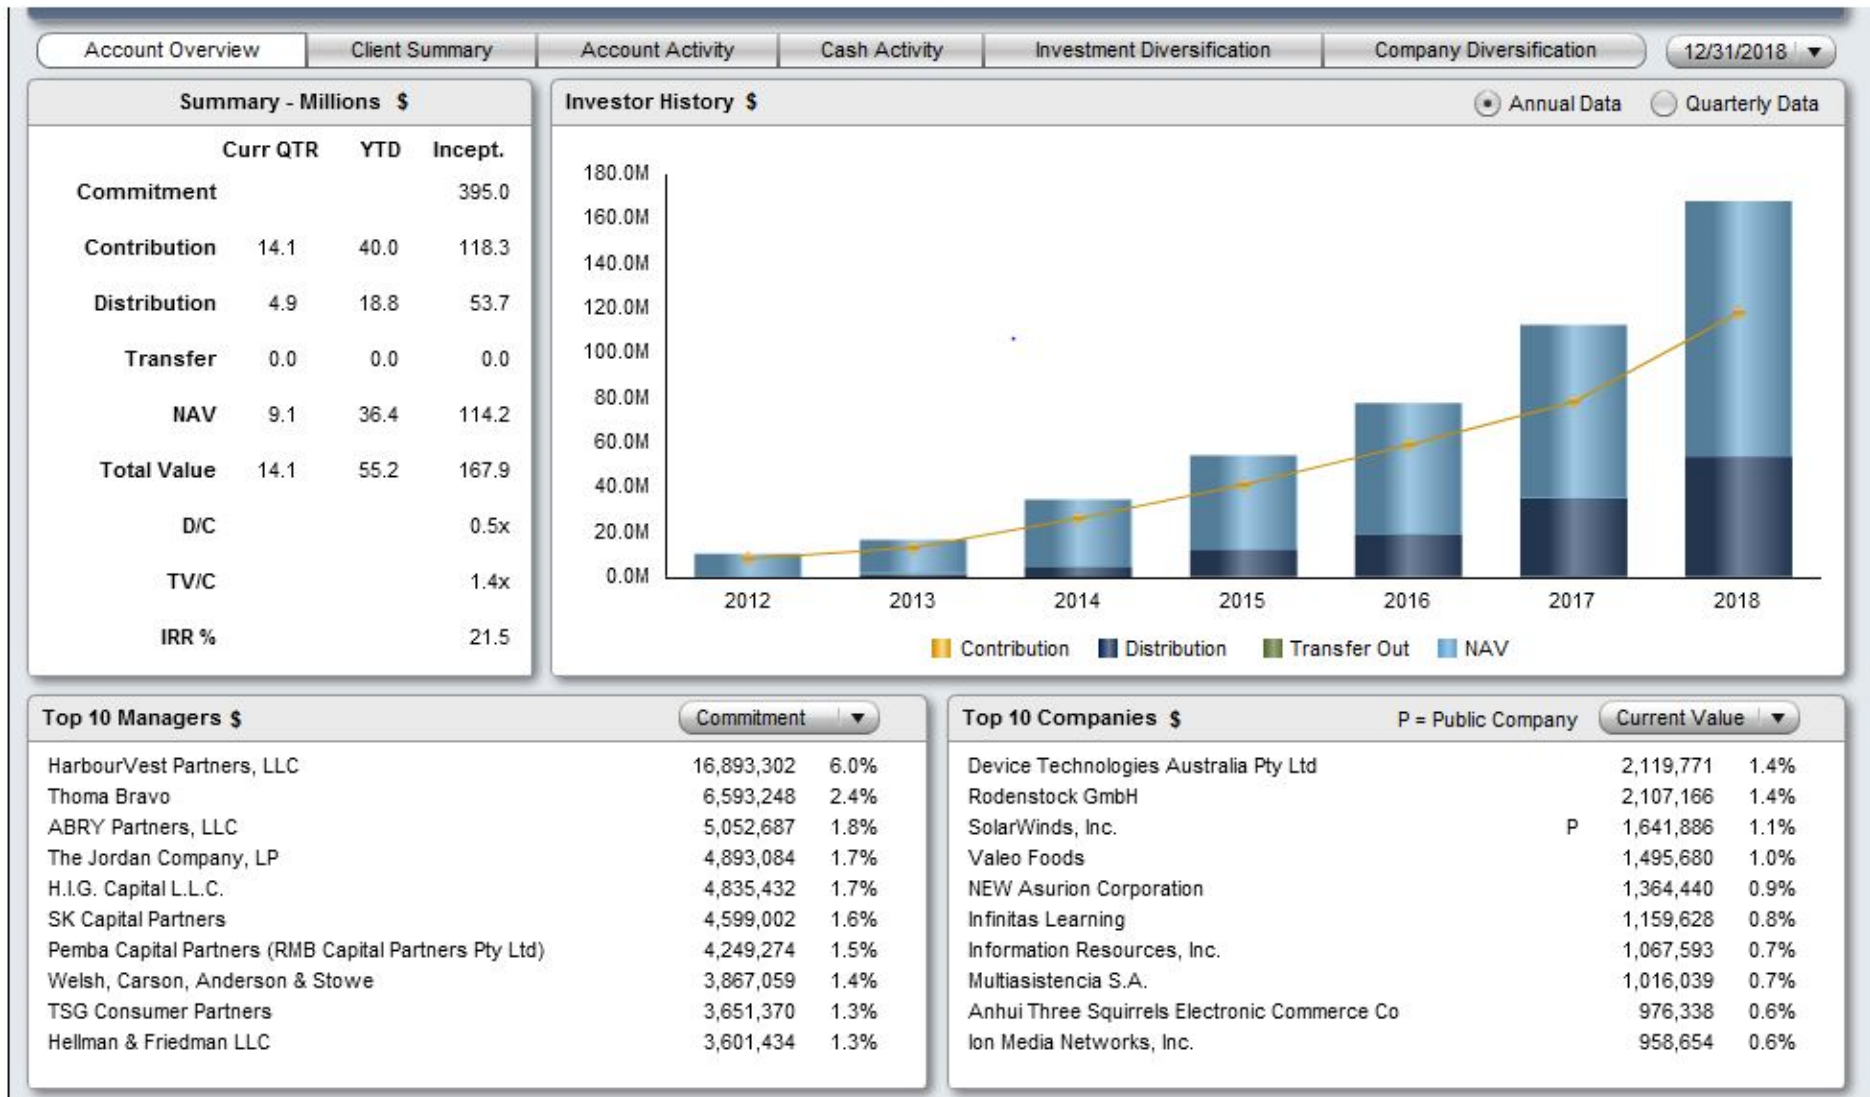 Account Overview Client Summary Account Activity Cash Activity Investment Diversification Company Diversification 12/31/2018
Summary - Millions $
Curr QTR YTD Incept.
Commitment 395.0
Contribution 14.1 40.0 118.3
Distribution 4.9 18.8 53.7
Transfer 0.0 0.0 0.0
NAV 9.1 36.4 114.2
Total Value 14.1 55.2 167.9
D/C 0.5x
TV/C 1.4x
IRR % 21.5
Investor History $ Annual Data Quarterly Data
180.0M
160.0M
140.0M
120.0M
100.0M
80.0M
60.0M
40.0M
20.0M
0.0M
2012 2013 2014 2015 2016 2017 2018
Contribution Distribution Transfer Out NAV
Top 10 Managers $ Commitment
HarbourVest Partners, LLC 16,893,302 6.0%
Thoma Bravo 6,593,248 2.4%
ABRY Partners, LLC 5,052,687 1.8%
The Jordan Company, LP 4,893,084 1.7%
H.I.G. Capital L.L.C. 4,835,432 1.7%
SK Capital Partners 4,599,002 1.6%
Pemba Capital Partners (RMB Capital Partners Pty Ltd) 4,249,274 1.5%
Welsh, Carson, Anderson & Stowe 3,867,059 1.4%
TSG Consumer Partners 3,651,370 1.3%
Hellman & Friedman LLC 3,601,434 1.3%
Top 10 Companies $ P = Public Company Current Value
Device Technologies Australia Pty Ltd 2,119,771 1.4%
Rodenstock GmbH 2,107,166 1.4%
SolarWinds, Inc. P 1,641,886 1.1%
Valeo Foods 1,495,680 1.0%
NEW Asurion Corporation 1,364,440 0.9%
Infinitas Learning 1,159,628 0.8%
Information Resources, Inc. 1,067,593 0.7%
Multiasistencia S.A. 1,016,039 0.7%
Anhui Three Squirrels Electronic Commerce Co 976,338 0.6%
Ion Media Networks, Inc. 958,654 0.6%